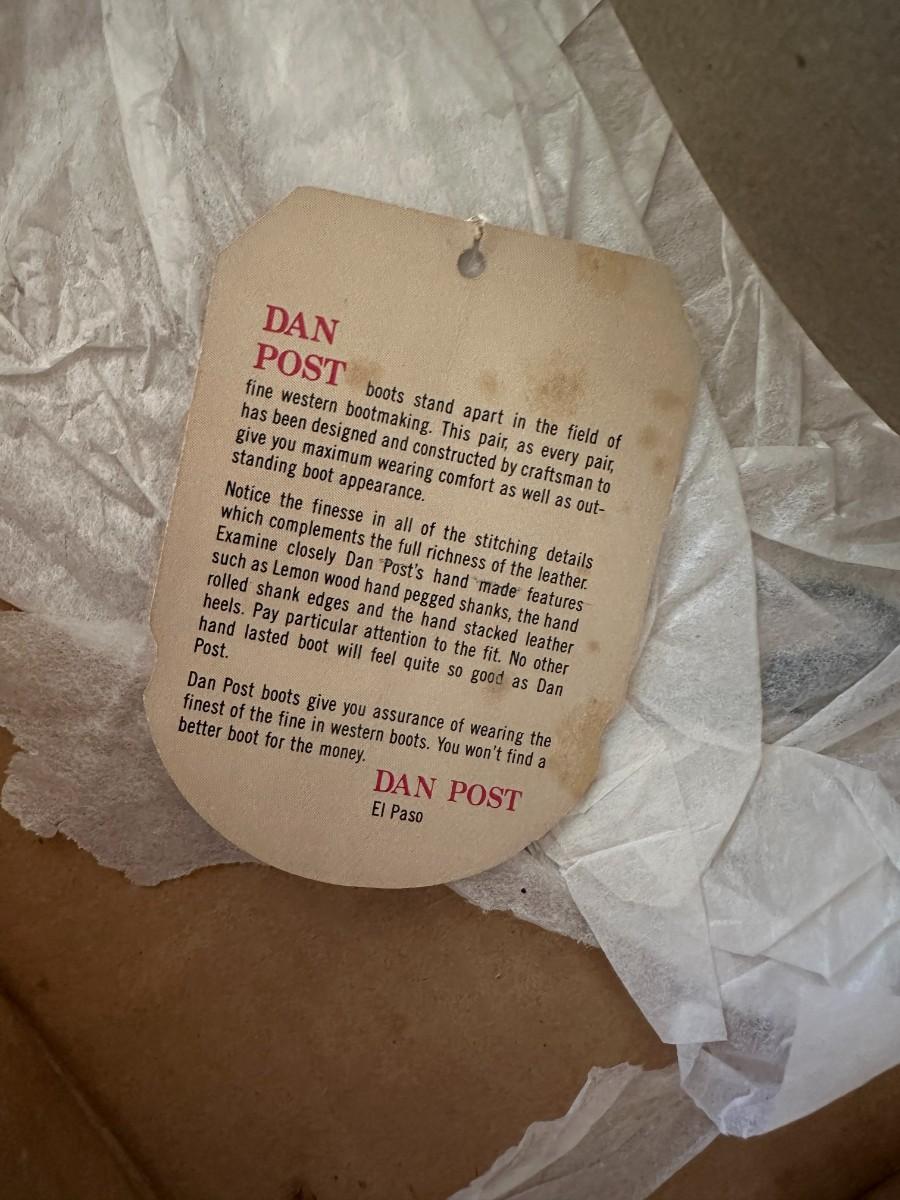 DAN
POST boots stand apart in the field of
fine western bootmaking. This pair, as every pair,
has been designed and constructed by craftsman to
give you maximum wearing comfort as well as out-
standing boot appearance.
Notice the finesse in all of the stitching details
which complements the full richness of the leather.
Examine closely Dan Post's hand made features
such as Lemon wood hand pegged shanks, the hand
rolled shank edges and the hand stacked leather
heels. Pay particular attention to the fit. No other
hand lasted boot will feel quite so good as Dan
Post.
Dan Post boots give you assurance of wearing the
finest of the fine in western boots. You won't find a
better boot for the money.
DAN POST
El Paso